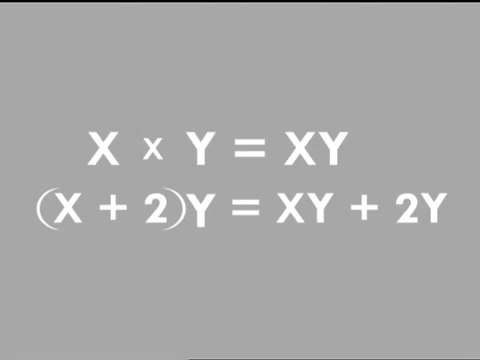 X x Y = XY
(X + 2)Y = XY + 2Y